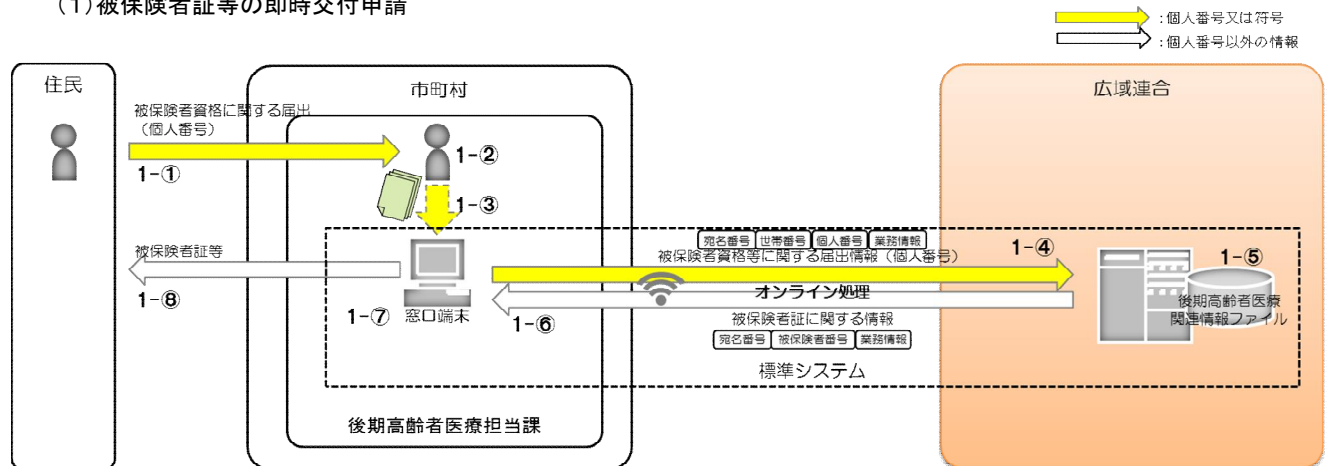 (1)被保険者証等の即時交付申請
:個人番号又は符号
:個人番号以外の情報
住民
市町村
広域連合
被保険者資格に関する届出
(個人番号)
1-①
1-②
1-③
宛名番号 世帯番号 個人番号 業務情報
被保険者資格等に関する届出情報(個人番号)
1-④
1-⑤
被保険者証等
1-⑧
オンライン処理
後期高齢者医療
関連情報ファイル
1-⑦
窓口端末
1-⑥
被保険者証に関する情報
宛名番号 被保険者番号 業務情報
標準システム
後期高齢者医療担当課